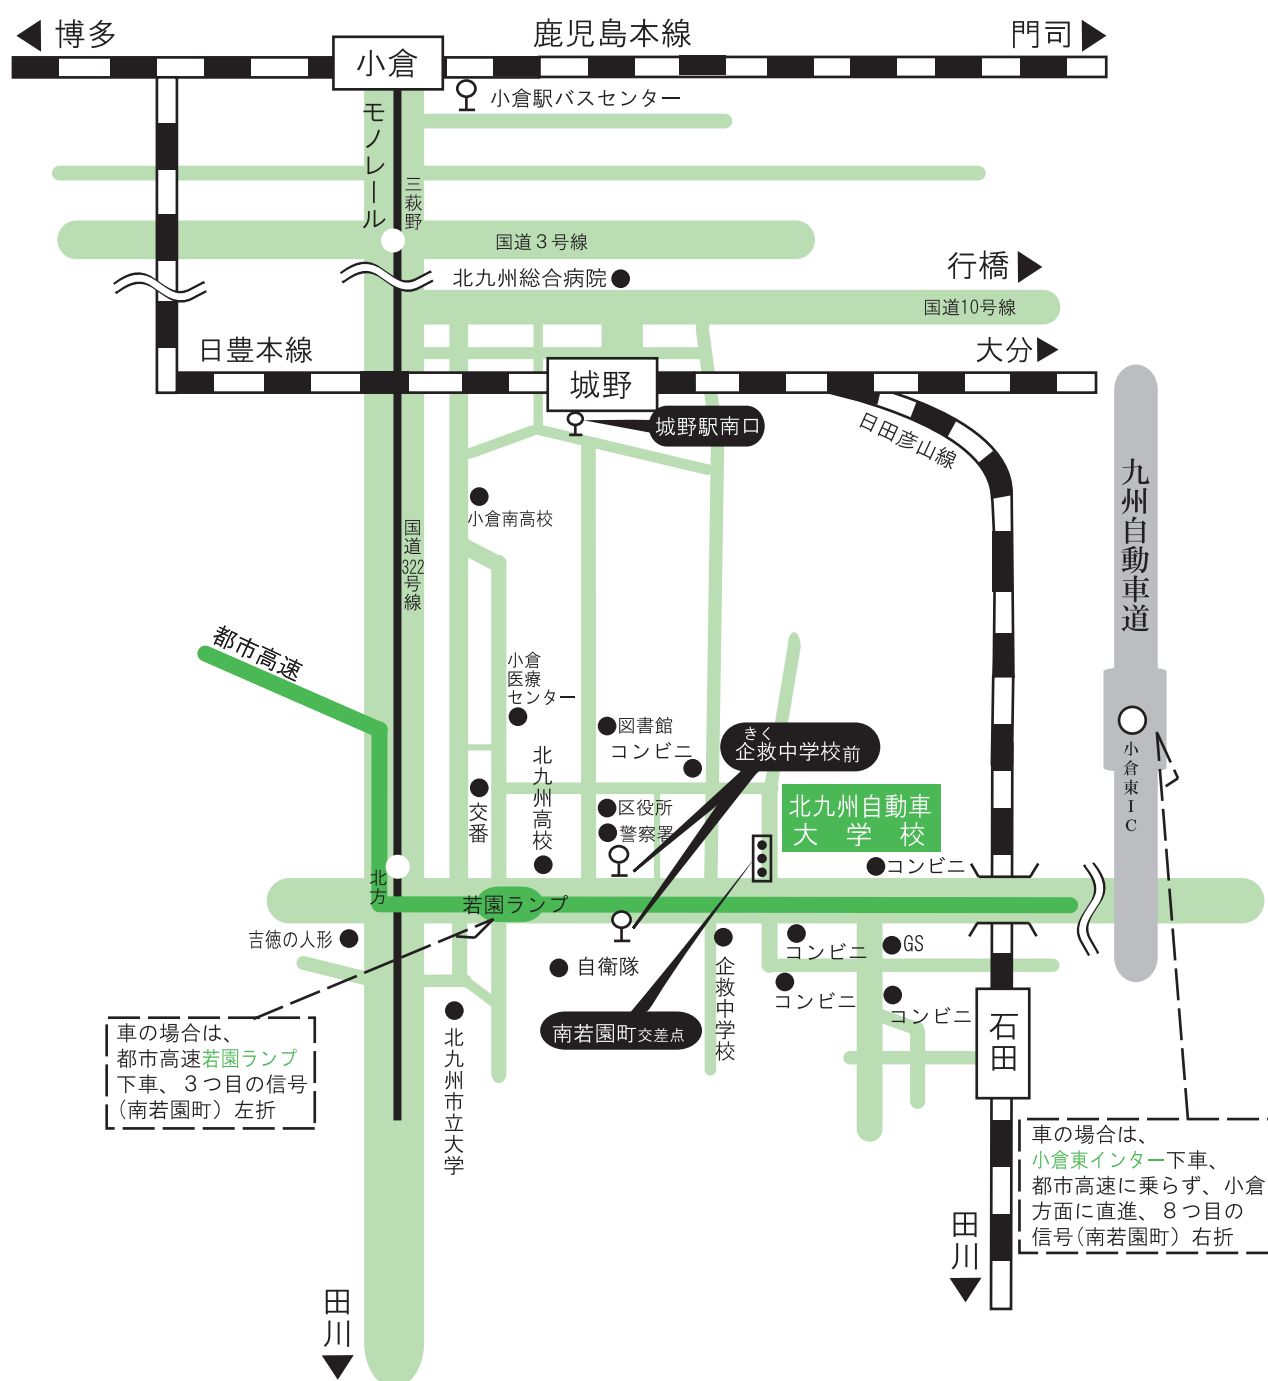 博多
鹿児島本線
門司
小倉
小倉駅バスセンター
モノレール
三萩野
国道３号線
北九州総合病院
行橋
国道10号線
日豊本線
大分
城野
城野駅南口
日田彦山線
九州自動車道
小倉南高校
国道322号線
都市高速
小倉
医療
センター
図書館
コンビニ
きく
企救中学校前
小倉東IC
北九州高校
交番
区役所
警察署
北九州自動車
大学校
コンビニ
北方
若園ランプ
吉徳の人形
自衛隊
企救中学校
コンビニ
GS
コンビニ
コンビニ
南若園町交差点
石田
北九州市立大学
車の場合は、
都市高速若園ランプ
下車、３つ目の信号
（南若園町）左折
車の場合は、
小倉東インター下車、
都市高速に乗らず、小倉
方面に直進、８つ目の
信号（南若園町）右折
田川
田川